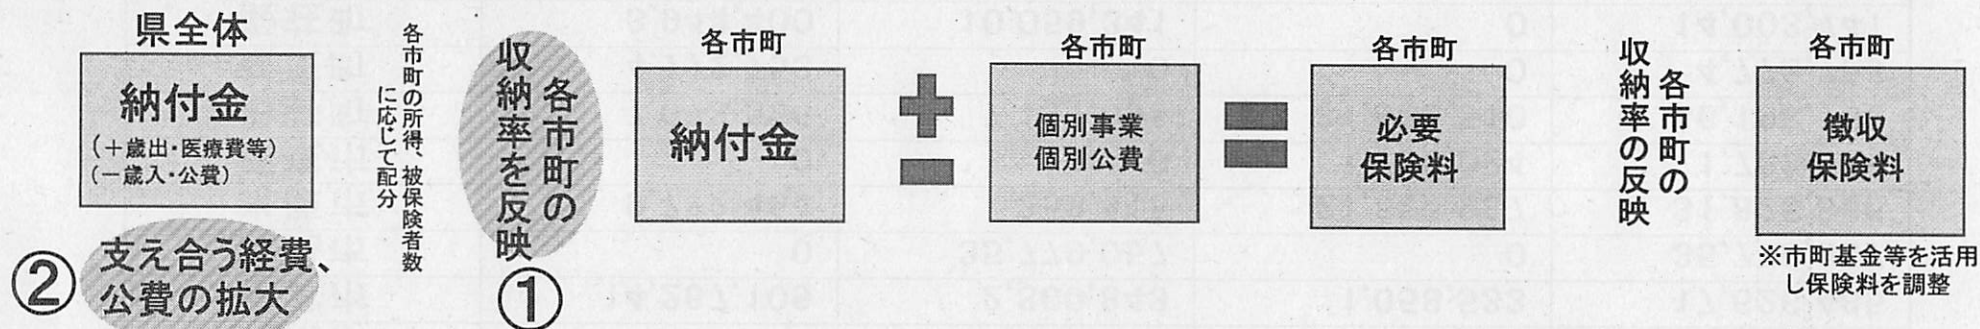 県全体
納付金
(＋歳出・医療費等)
(－歳入・公費)
②
支え合う経費、
公費の拡大
各市町の所得、被保険者数
に応じて配分
各市町の
収納率を反映
①
各市町
納付金
＋
－
各市町
個別事業
個別公費
＝
各市町
必要
保険料
各市町の
収納率の反映
各市町
徴収
保険料
※市町基金等を活用
し保険料を調整